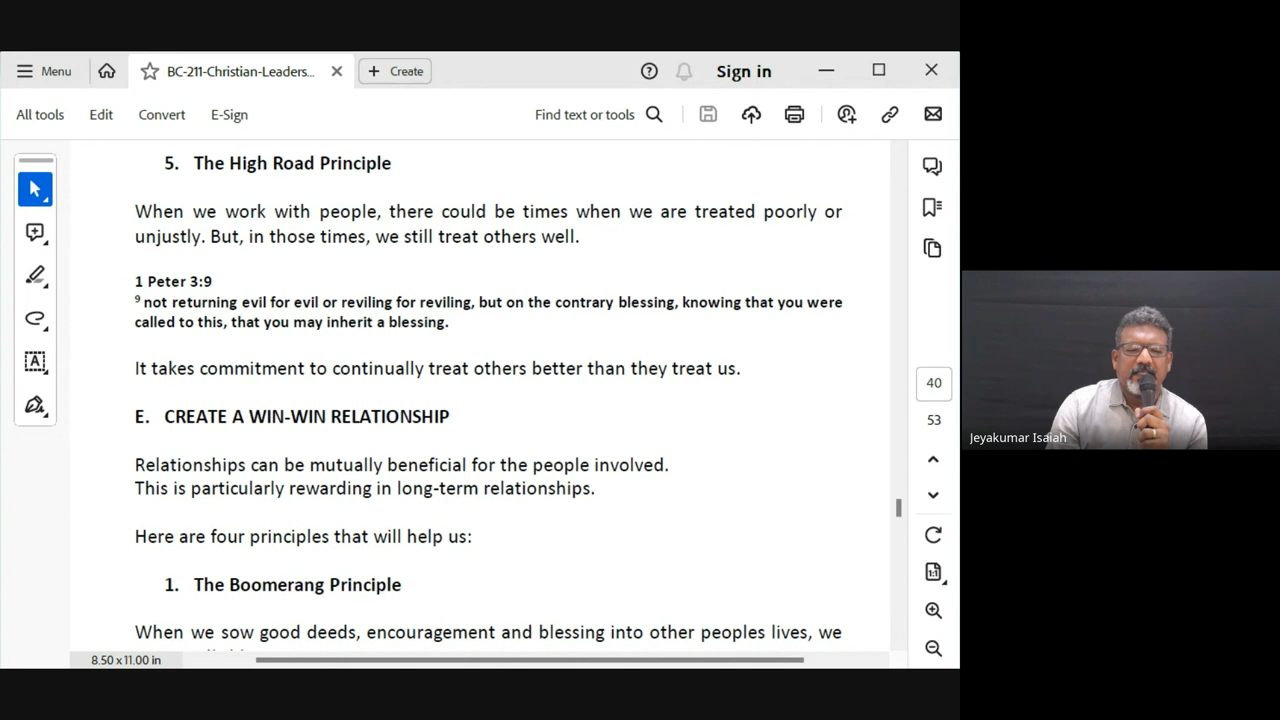 Menu
BC-211-Christian-Leaders...
Create
Sign in
All tools
Edit
Convert
E-Sign
Find text or tools
5. The High Road Principle
When we work with people, there could be times when we are treated poorly or
unjustly. But, in those times, we still treat others well.
1 Peter 3:9
9 not returning evil for evil or reviling for reviling, but on the contrary blessing, knowing that you were
called to this, that you may inherit a blessing.
It takes commitment to continually treat others better than they treat us.
E. CREATE A WIN-WIN RELATIONSHIP
Relationships can be mutually beneficial for the people involved.
This is particularly rewarding in long-term relationships.
Here are four principles that will help us:
1. The Boomerang Principle
When we sow good deeds, encouragement and blessing into other peoples lives, we
8.50 x 11.00 in
40
53
Jeyakumar Isaiah